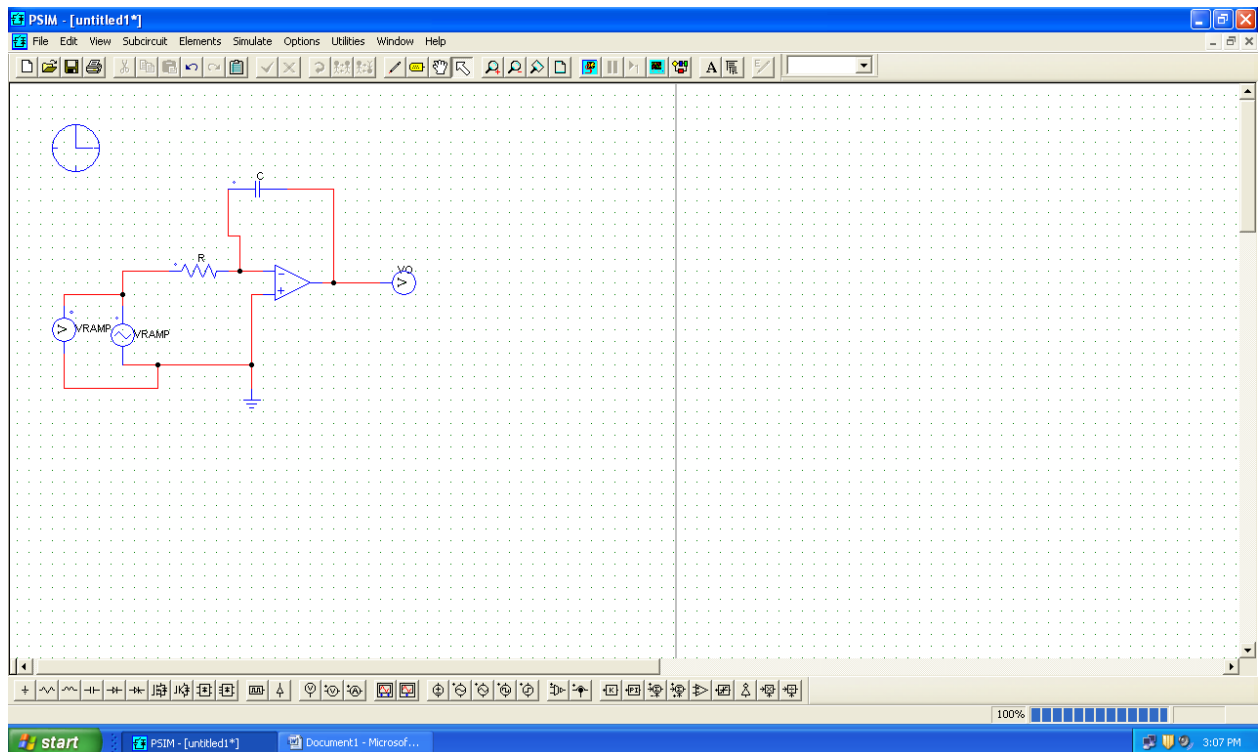 PSIM - [untitled1*]
File Edit View Subcircuit Elements Simulate Options Utilities Window Help
C
R
VO
VRAMP
VRAMP
100%
start PSIM - [untitled1*] Document1 - Microsof... 3:07 PM